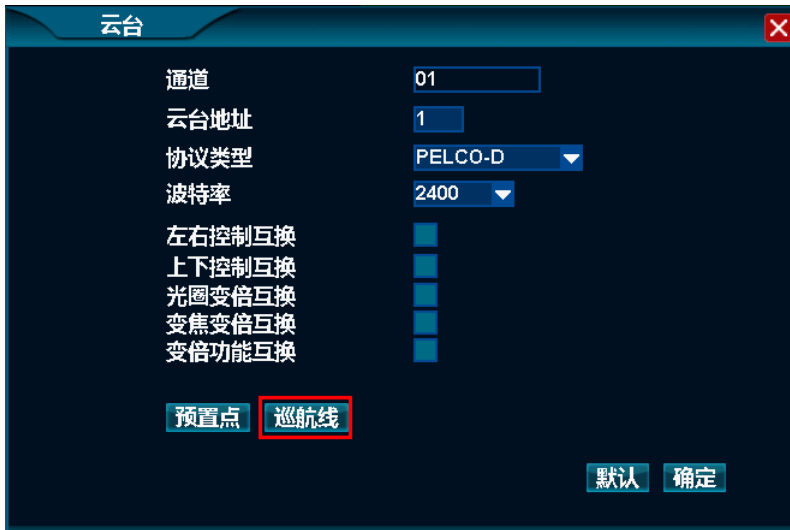 云台
通道 01
云台地址 1
协议类型 PELCO-D
波特率 2400
左右控制互换
上下控制互换
光圈变倍互换
变焦变倍互换
变倍功能互换
预置点 巡航线
默认 确定